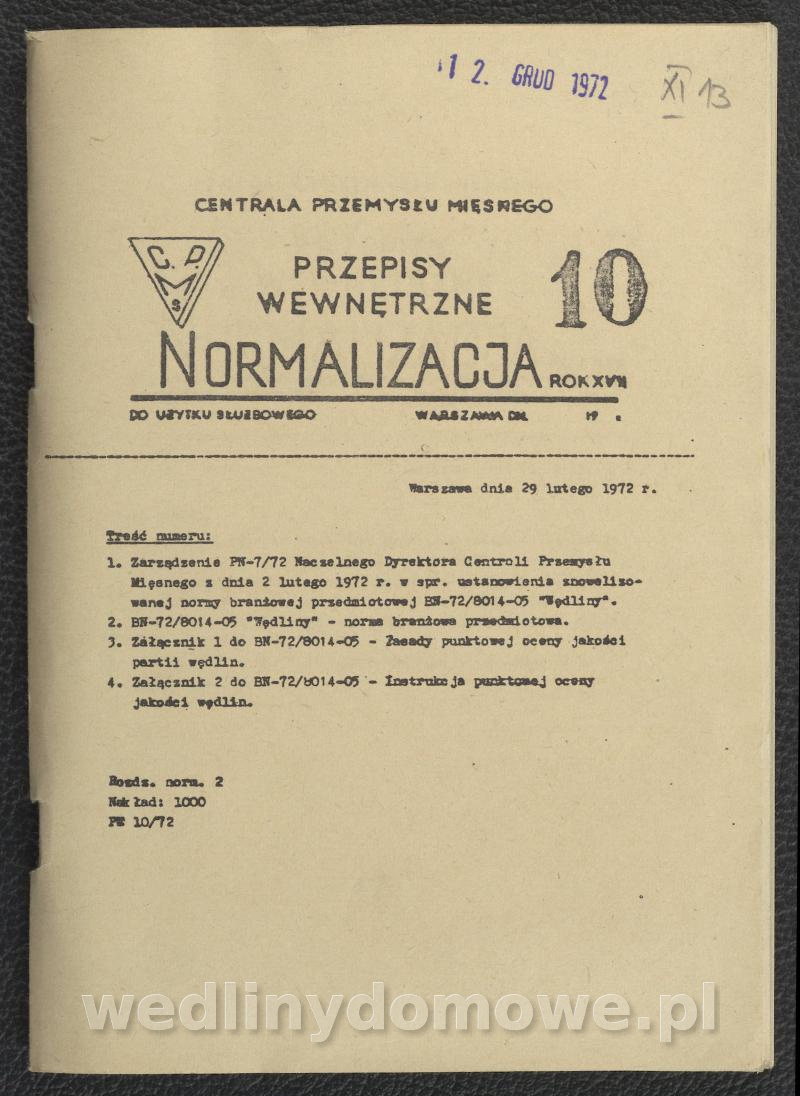 12. GRUD 1972
XI 13
CENTRALA PRZEMYSŁU MIĘSNEGO
C.P.
M
S
PRZEPISY
WEWNĘTRZNE
10
NORMALIZACJA ROK XVII
DO UŻYTKU SŁUŻBOWEGO WARSZAWA DN. 19 .
Warszawa dnia 29 lutego 1972 r.
Treść numeru:
1. Zarządzenie PN-7/72 Naczelnego Dyrektora Centrali Przemysłu
Mięsnego z dnia 2 lutego 1972 r. w spr. ustanowienia znowelizo-
wanej normy branżowej przedmiotowej BN-72/8014-05 "Wędliny".
2. BN-72/8014-05 "Wędliny" - norma branżowa przedmiotowa.
3. Załącznik 1 do BN-72/8014-05 - Zasady punktowej oceny jakości
partii wędlin.
4. Załącznik 2 do BN-72/8014-05 - Instrukcja punktowej oceny
jakości wędlin.
Rozdz. norm. 2
Nakład: 1000
10/72
wedlinydomowe.pl